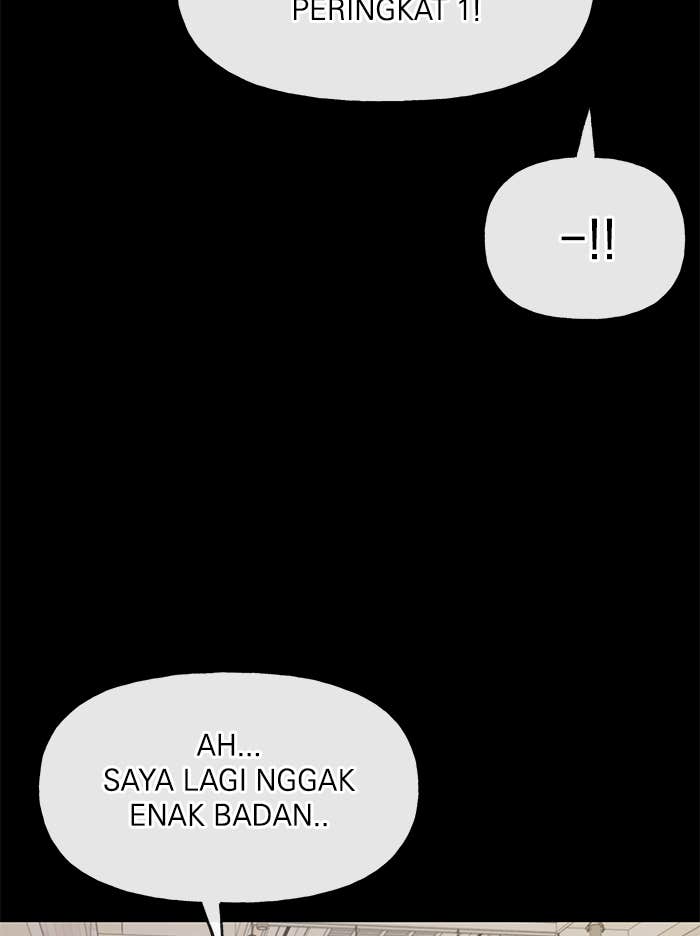 PERINGKAT 1!
-!!
AH...
SAYA LAGI NGGAK
ENAK BADAN..